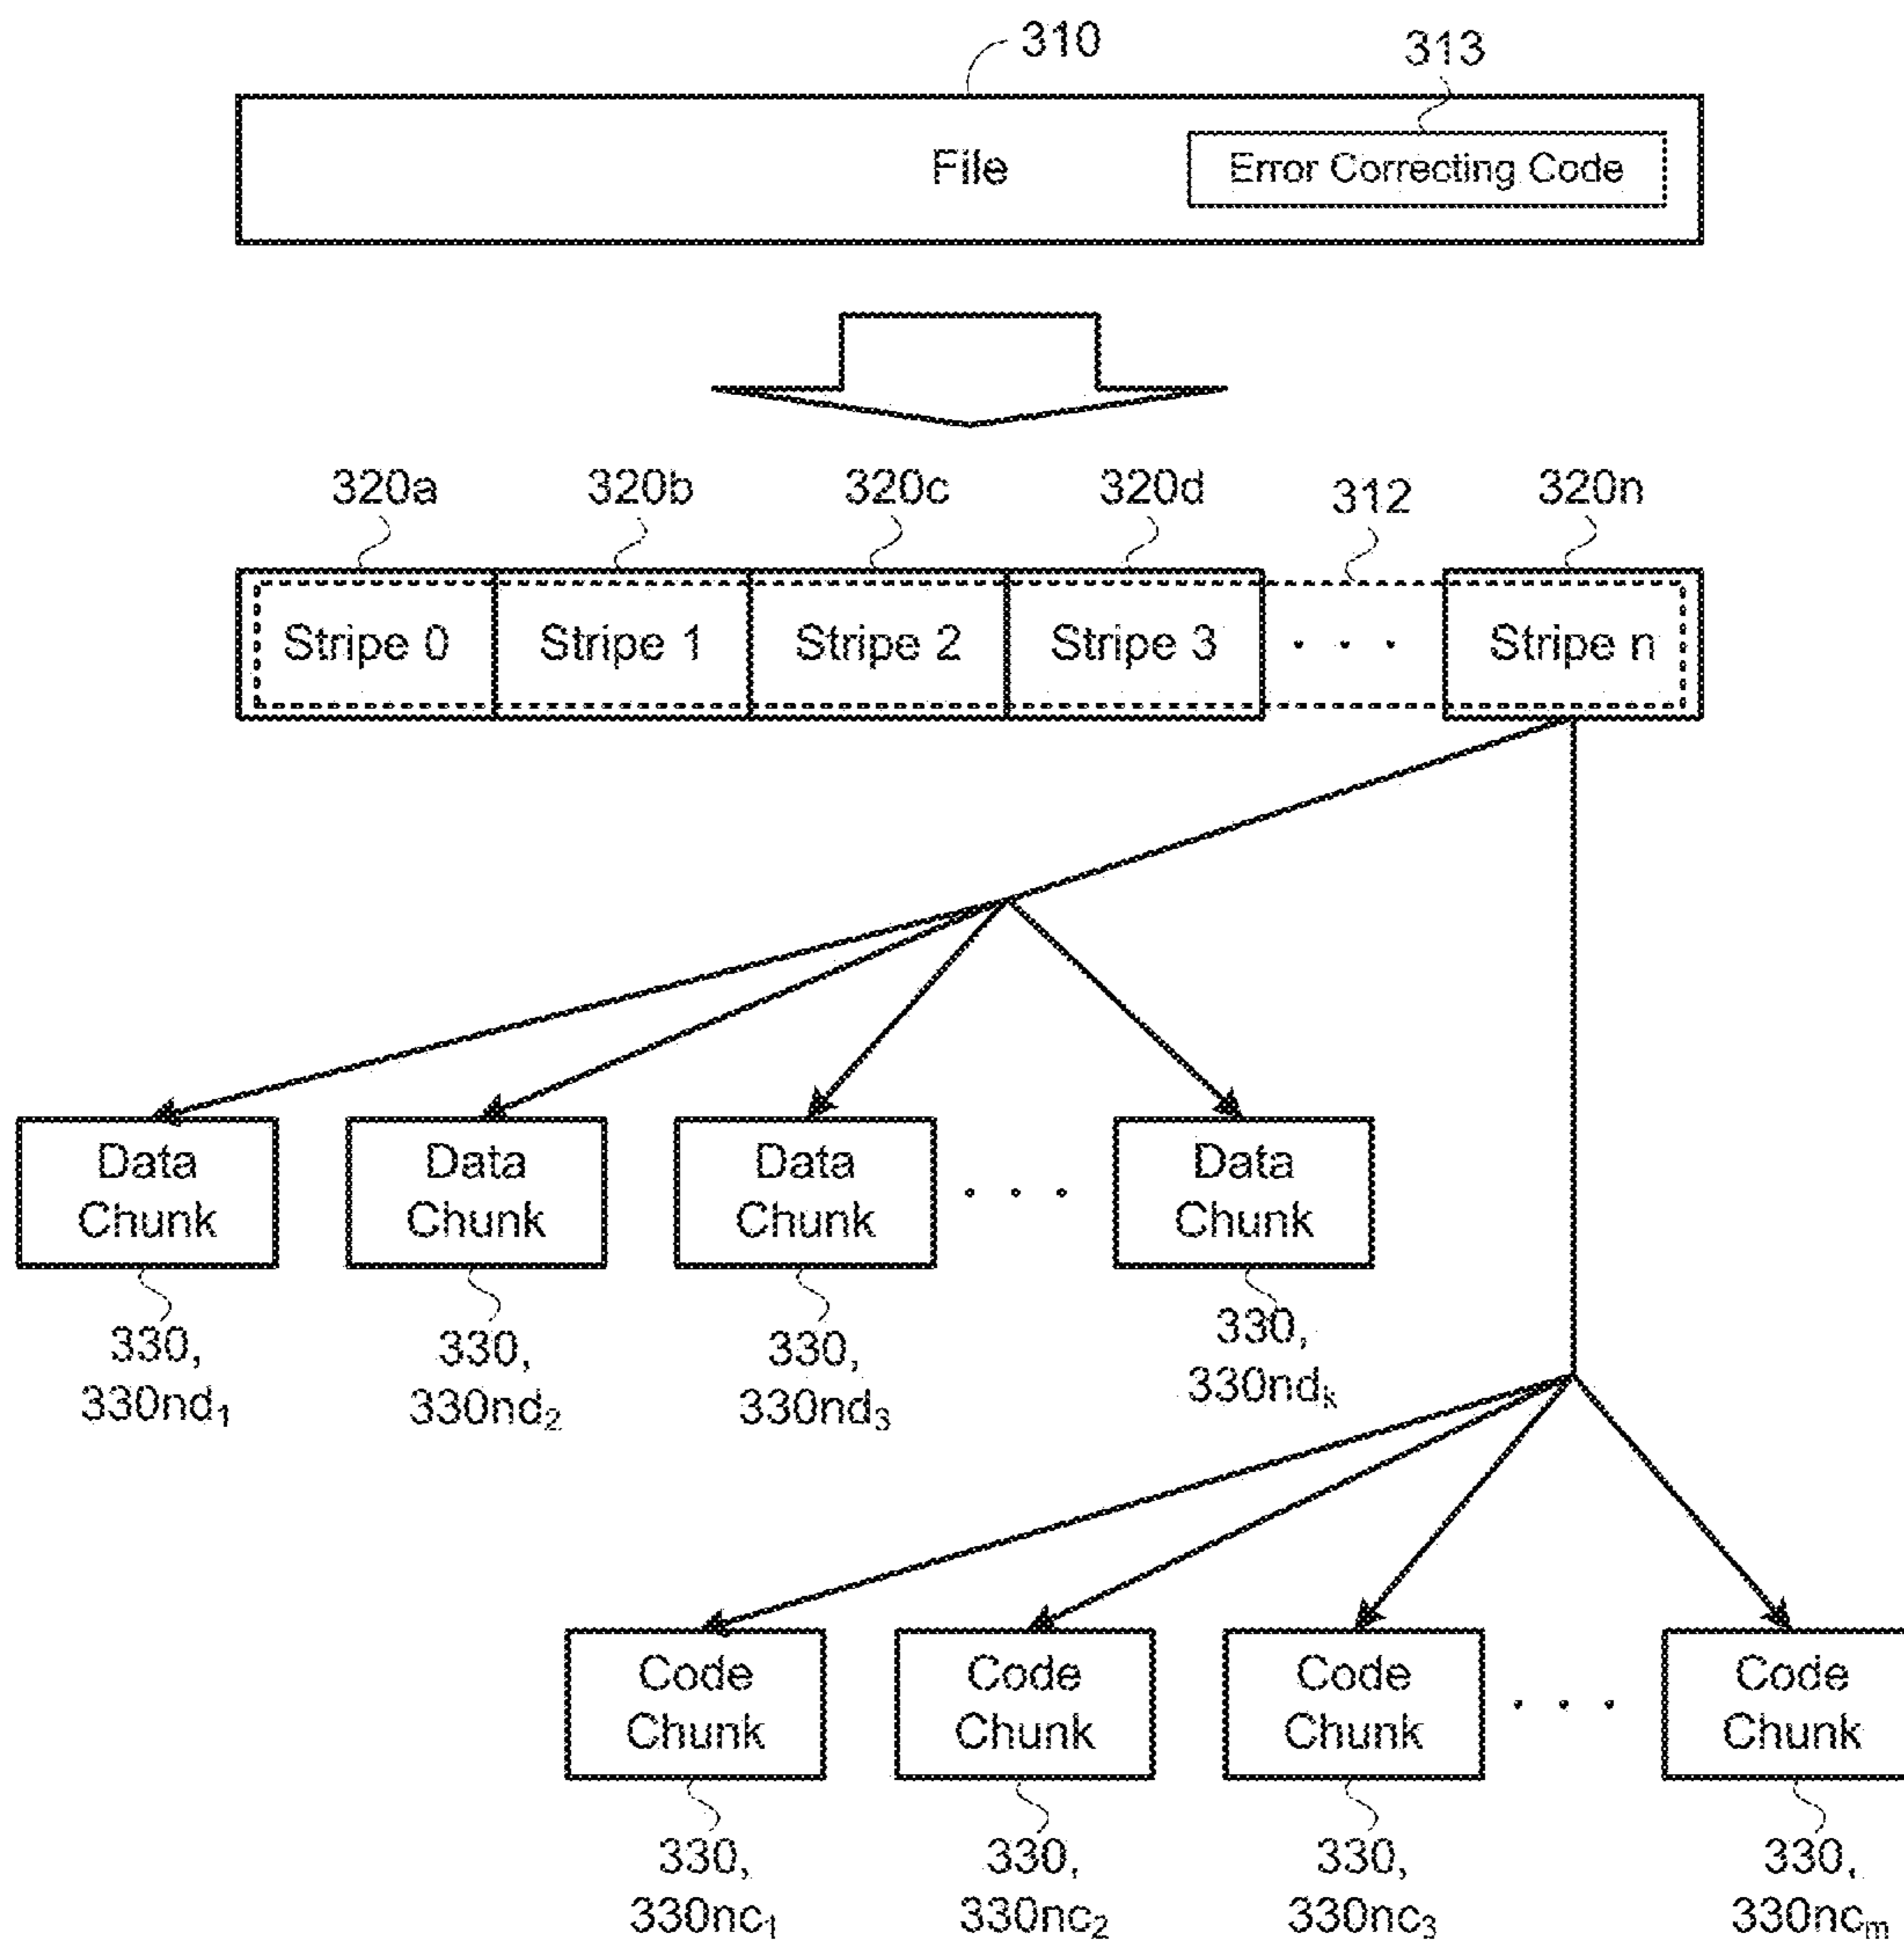 310
313
File
Error Correcting Code
320a 320b 320c 320d 312 320n
Stripe 0 Stripe 1 Stripe 2 Stripe 3 . . . Stripe n
Data Chunk
Data Chunk
Data Chunk
. . .
Data Chunk
330,
330nd₁
330,
330nd₂
330,
330nd₃
330,
330ndₖ
Code Chunk
Code Chunk
Code Chunk
. . .
Code Chunk
330,
330nc₁
330,
330nc₂
330,
330nc₃
330,
330ncₘ